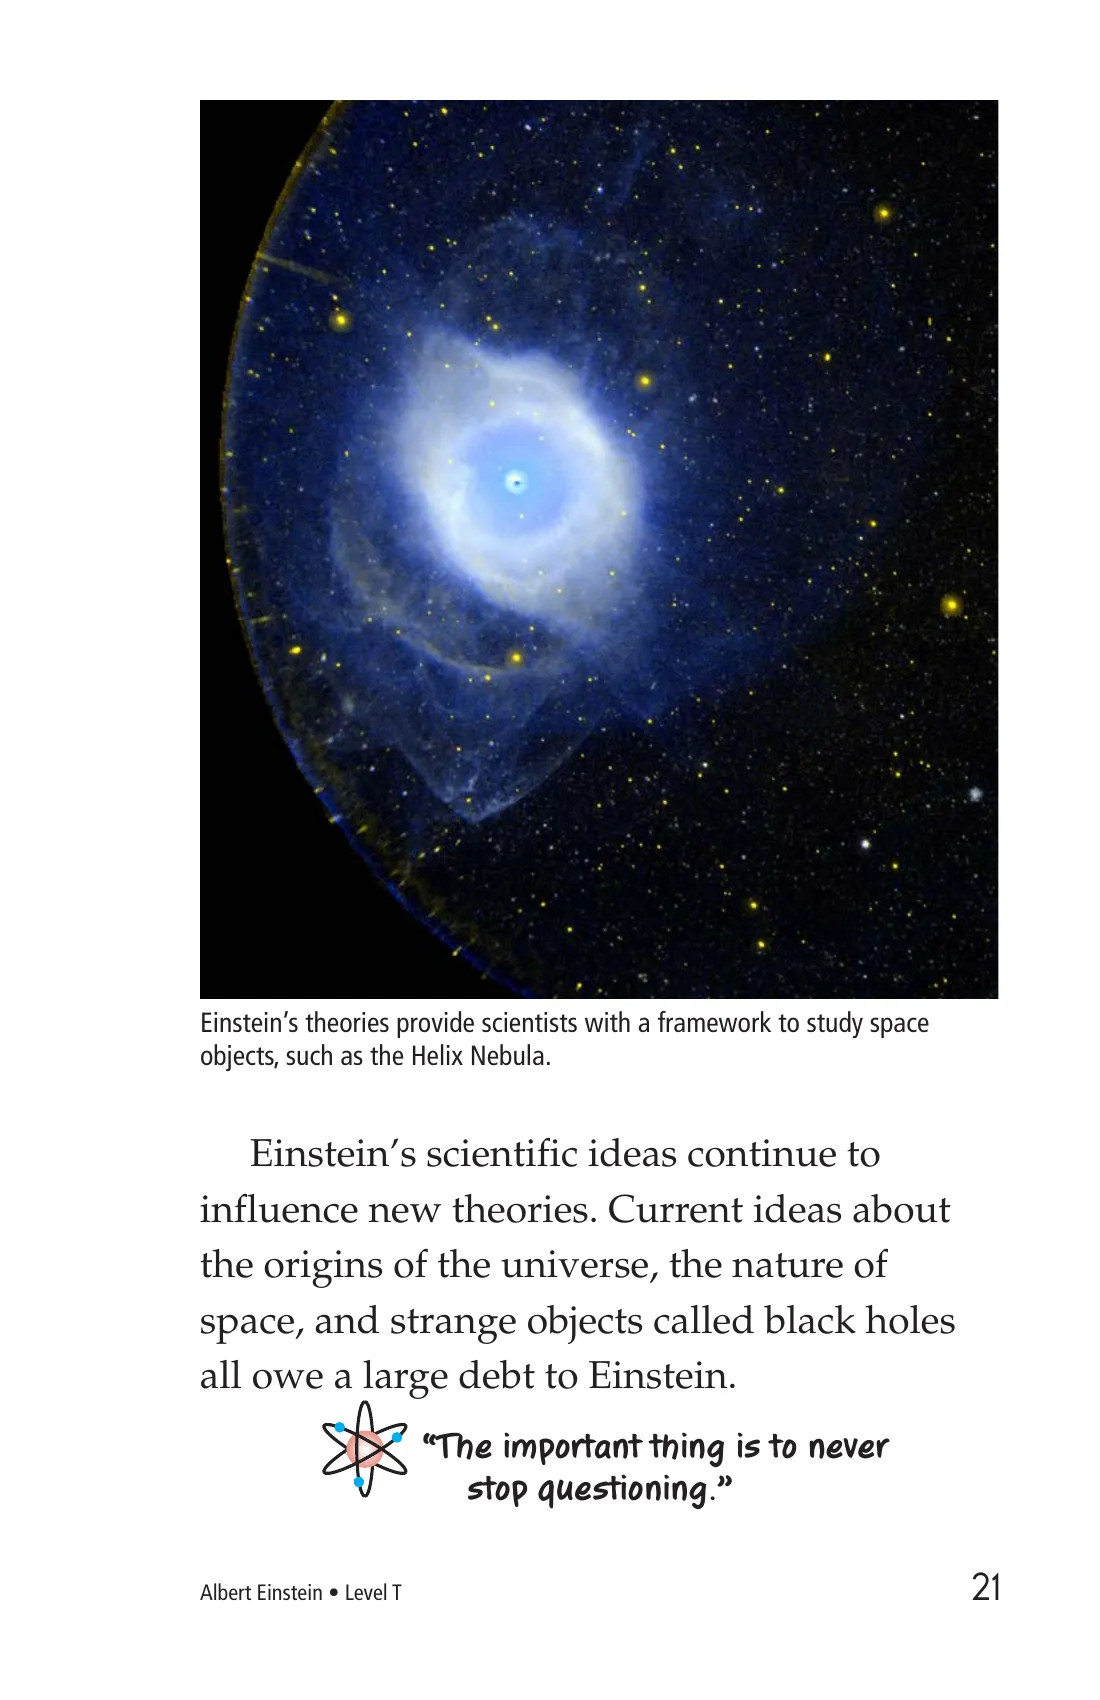 Einstein’s theories provide scientists with a framework to study space
objects, such as the Helix Nebula.
Einstein’s scientific ideas continue to
influence new theories. Current ideas about
the origins of the universe, the nature of
space, and strange objects called black holes
all owe a large debt to Einstein.
“The important thing is to never
stop questioning.”
Albert Einstein • Level T
21